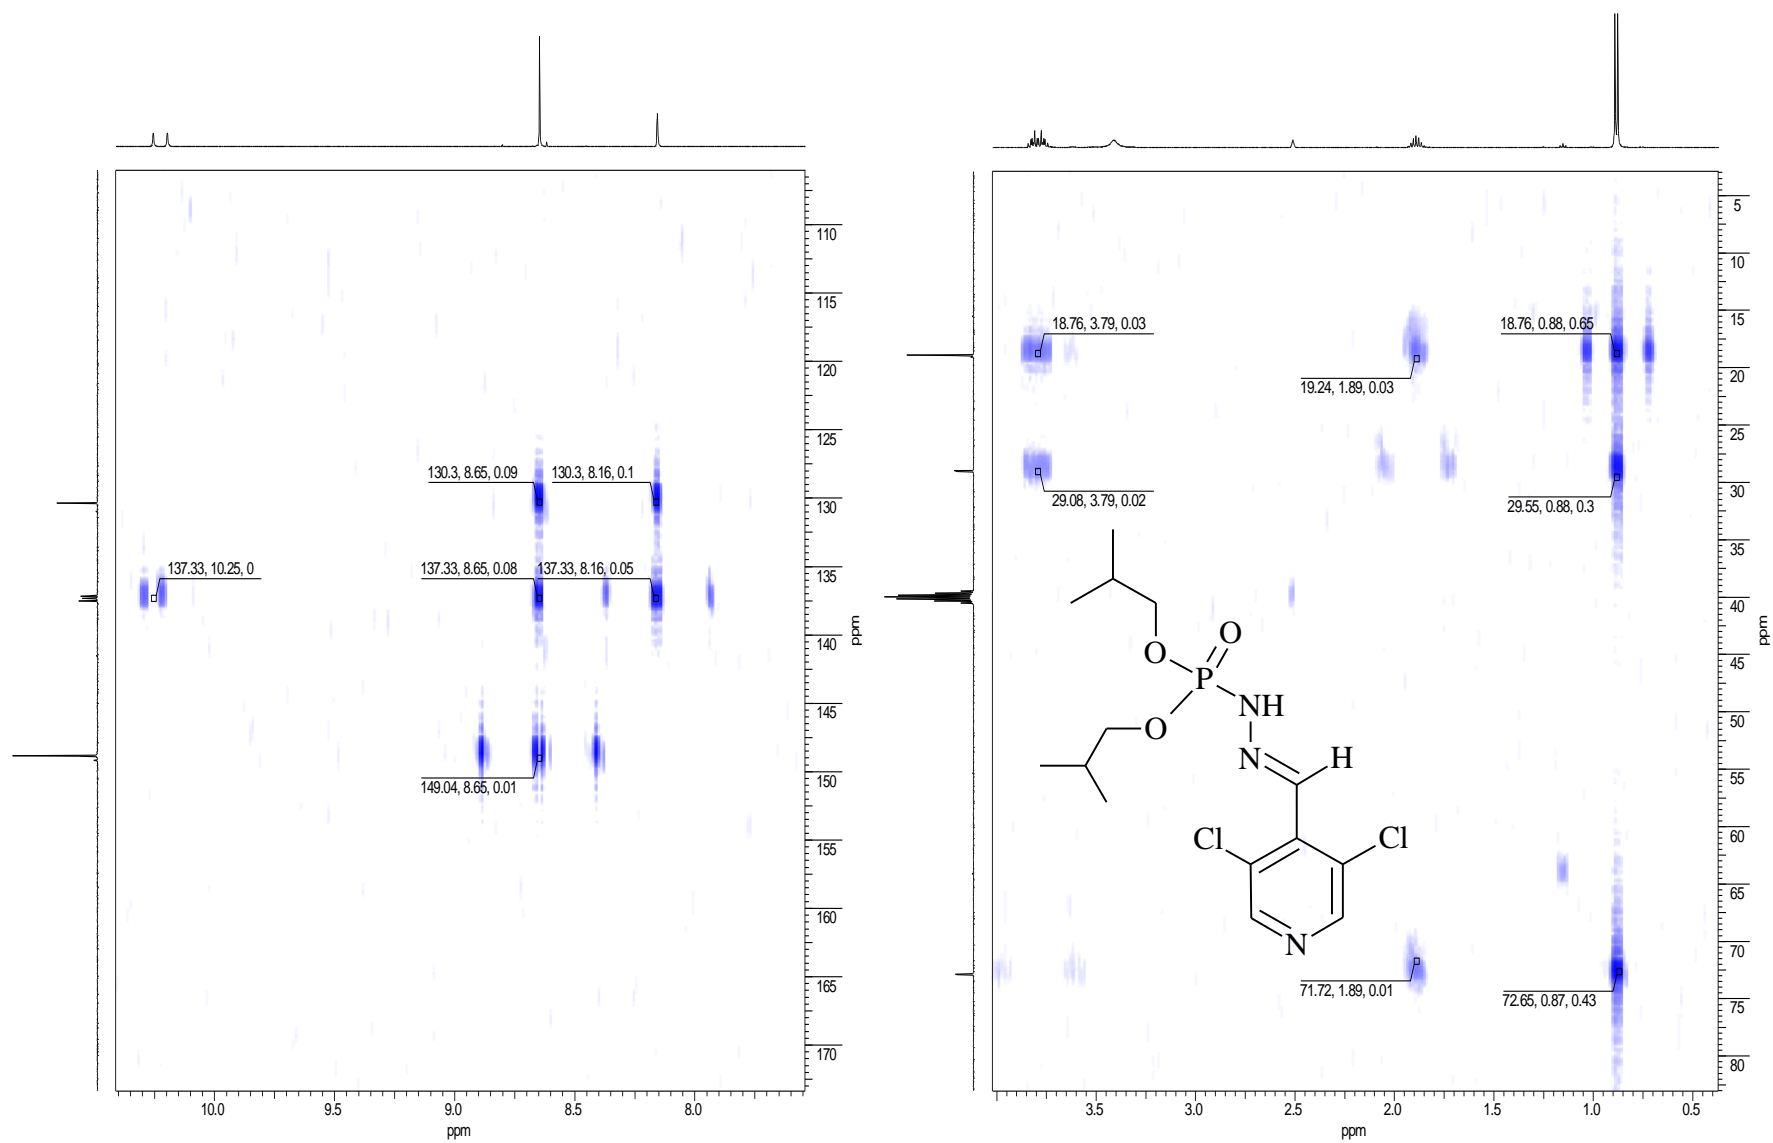 110
115
120
125
130.3, 8.65, 0.09 130.3, 8.16, 0.1
130
137.33, 10.25, 0 137.33, 8.65, 0.08 137.33, 8.16, 0.05
135
140
145
149.04, 8.65, 0.01
150
155
160
165
170
ppm
10.0 9.5 9.0 8.5 8.0
ppm
5
10
15
18.76, 3.79, 0.03 18.76, 0.88, 0.65
20
19.24, 1.89, 0.03
25
30
29.08, 3.79, 0.02 29.55, 0.88, 0.3
35
40
45
50
55
60
65
70
71.72, 1.89, 0.01 72.65, 0.87, 0.43
75
80
ppm
O
O
P
NH
O
N
H
Cl
Cl
N
3.5 3.0 2.5 2.0 1.5 1.0 0.5
ppm